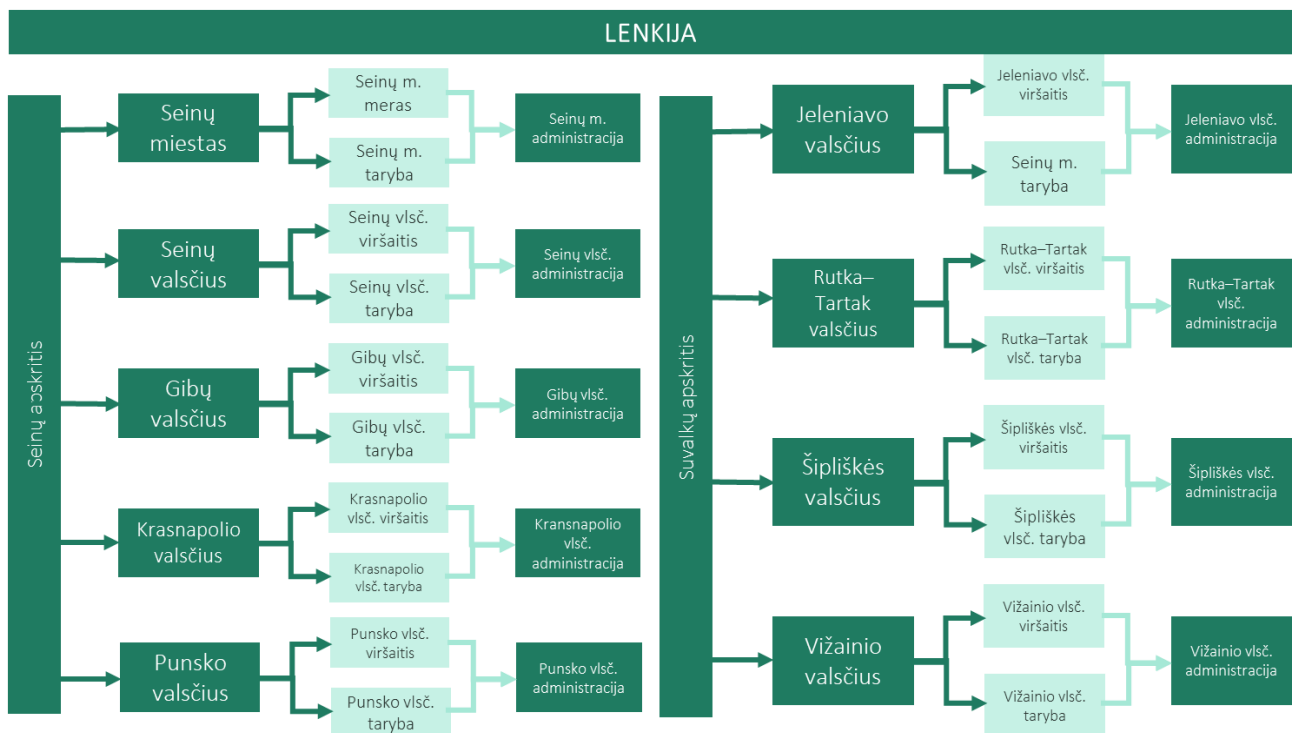 LENKIJA
Seinų apskritis
Seinų
miestas
Seinų m.
meras
Seinų m.
taryba
Seinų m.
administracija
Seinų
valsčius
Seinų vlsč.
viršaitis
Seinų vlsč.
taryba
Seinų vlsč.
administracija
Gibų
valsčius
Gibų vlsč.
viršaitis
Gibų vlsč.
taryba
Gibų vlsč.
administracija
Krasnapolio
valsčius
Krasnapolio
vlsč. viršaitis
Krasnapolio
vlsč. taryba
Kransnapolio
vlsč.
administracija
Punsko
valsčius
Punsko vlsč.
viršaitis
Punsko vlsč.
taryba
Punsko vlsč.
administracija
Suvalkų apskritis
Jeleniavo
valsčius
Jeleniavo vlsč.
viršaitis
Seinų m.
taryba
Jeleniavo vlsč.
administracija
Rutka–
Tartak
valsčius
Rutka–Tartak
vlsč. viršaitis
Rutka–Tartak
vlsč. taryba
Rutka–Tartak
vlsč.
administracija
Šipliškės
valsčius
Šipliškės vlsč.
viršaitis
Šipliškės
vlsč. taryba
Šipliškės vlsč.
administracija
Vižainio
valsčius
Vižainio vlsč.
viršaitis
Vižainio vlsč.
taryba
Vižainio vlsč.
administracija